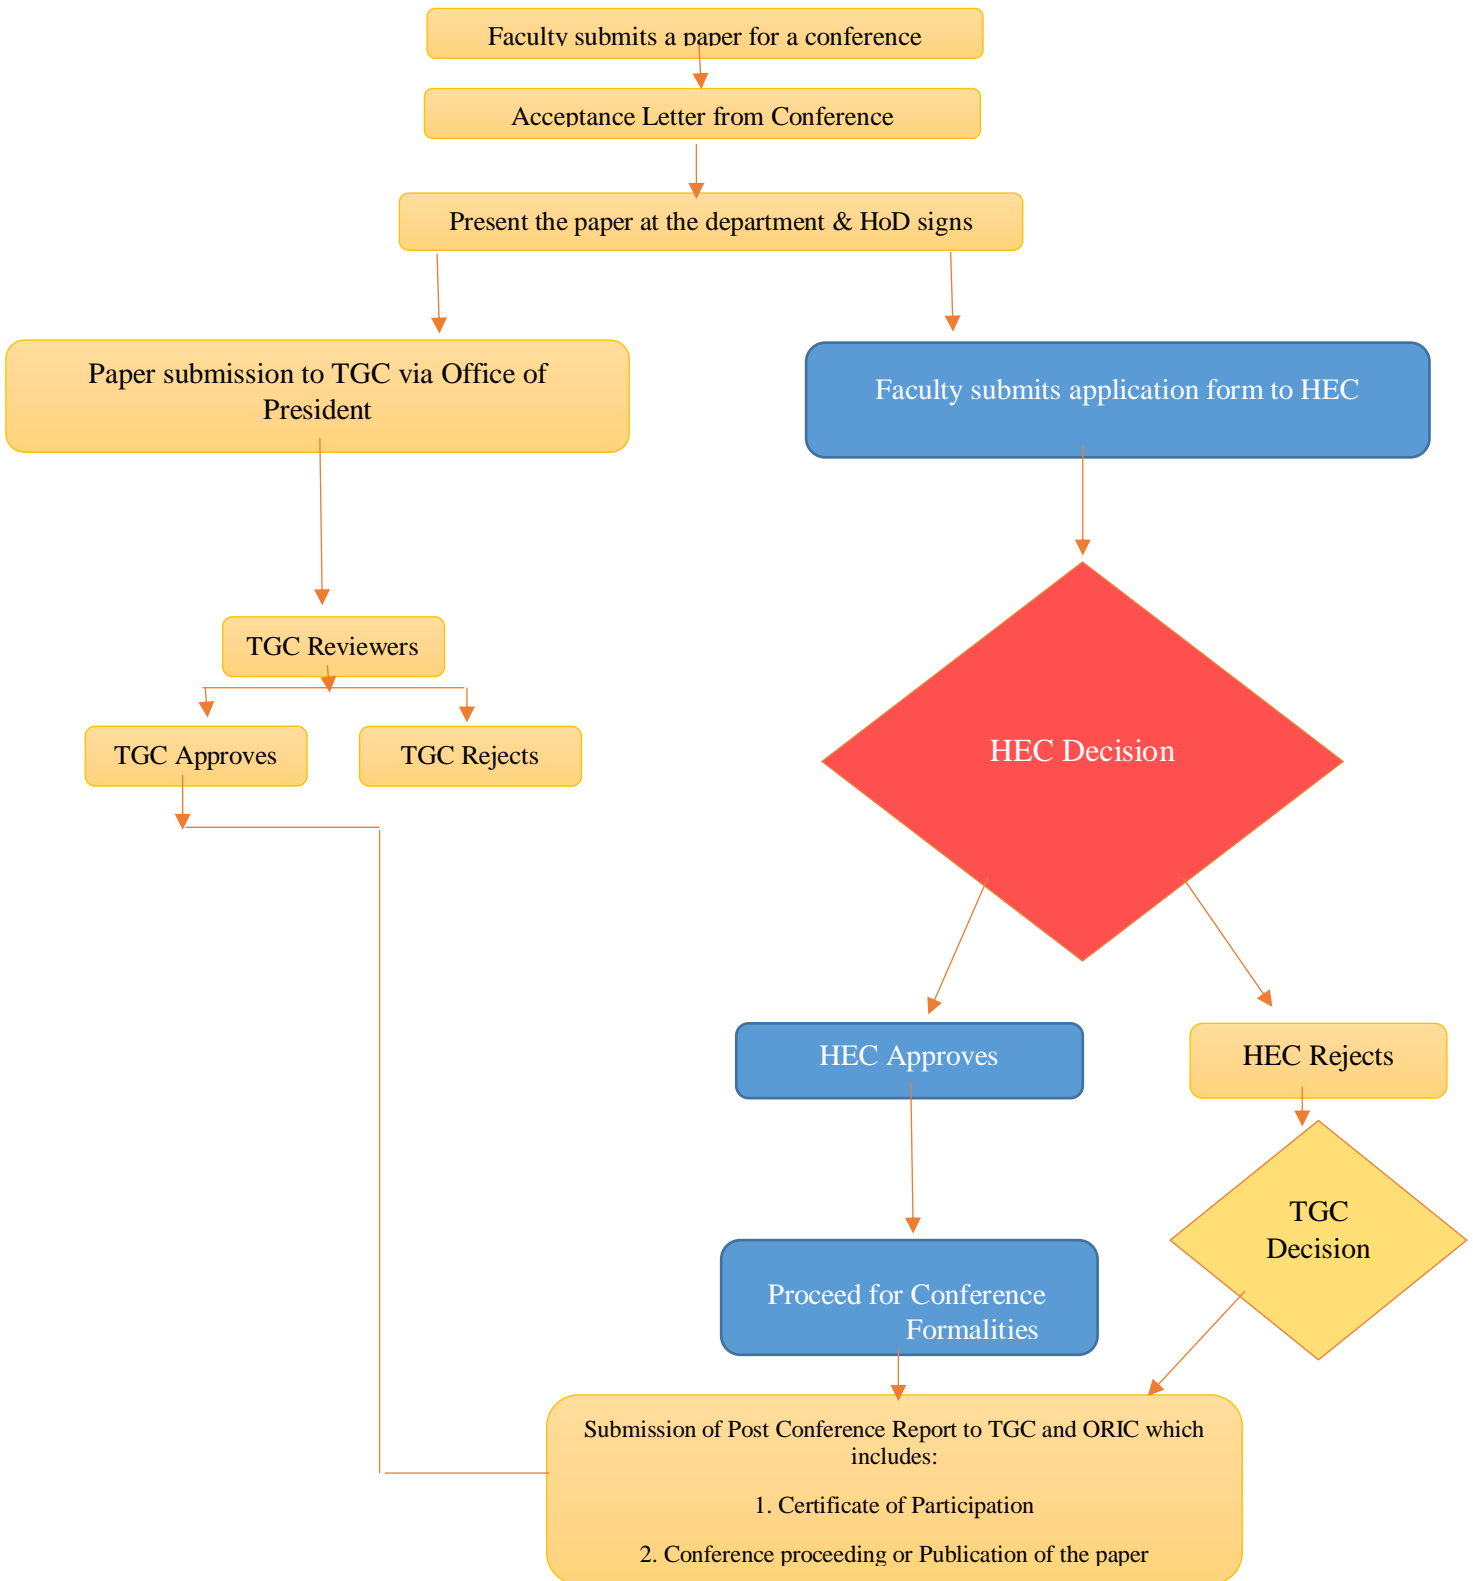 Faculty submits a paper for a conference
Acceptance Letter from Conference
Present the paper at the department & HoD signs
Paper submission to TGC via Office of
President
Faculty submits application form to HEC
TGC Reviewers
TGC Approves
TGC Rejects
HEC Decision
HEC Approves
HEC Rejects
TGC
Decision
Proceed for Conference
Formalities
Submission of Post Conference Report to TGC and ORIC which
includes:
1. Certificate of Participation
2. Conference proceeding or Publication of the paper